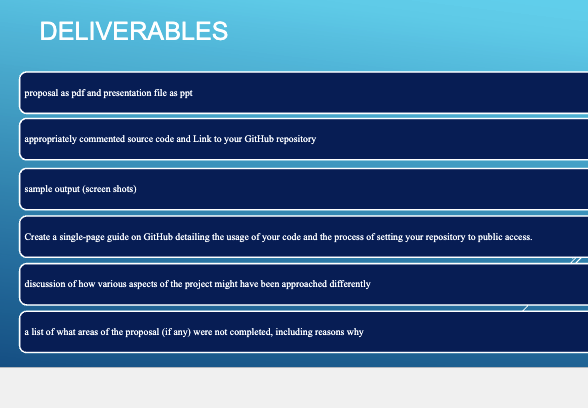 DELIVERABLES
proposal as pdf and presentation file as ppt
appropriately commented source code and Link to your GitHub repository
sample output (screen shots)
Create a single-page guide on GitHub detailing the usage of your code and the process of setting your repository to public access.
discussion of how various aspects of the project might have been approached differently
a list of what areas of the proposal (if any) were not completed, including reasons why